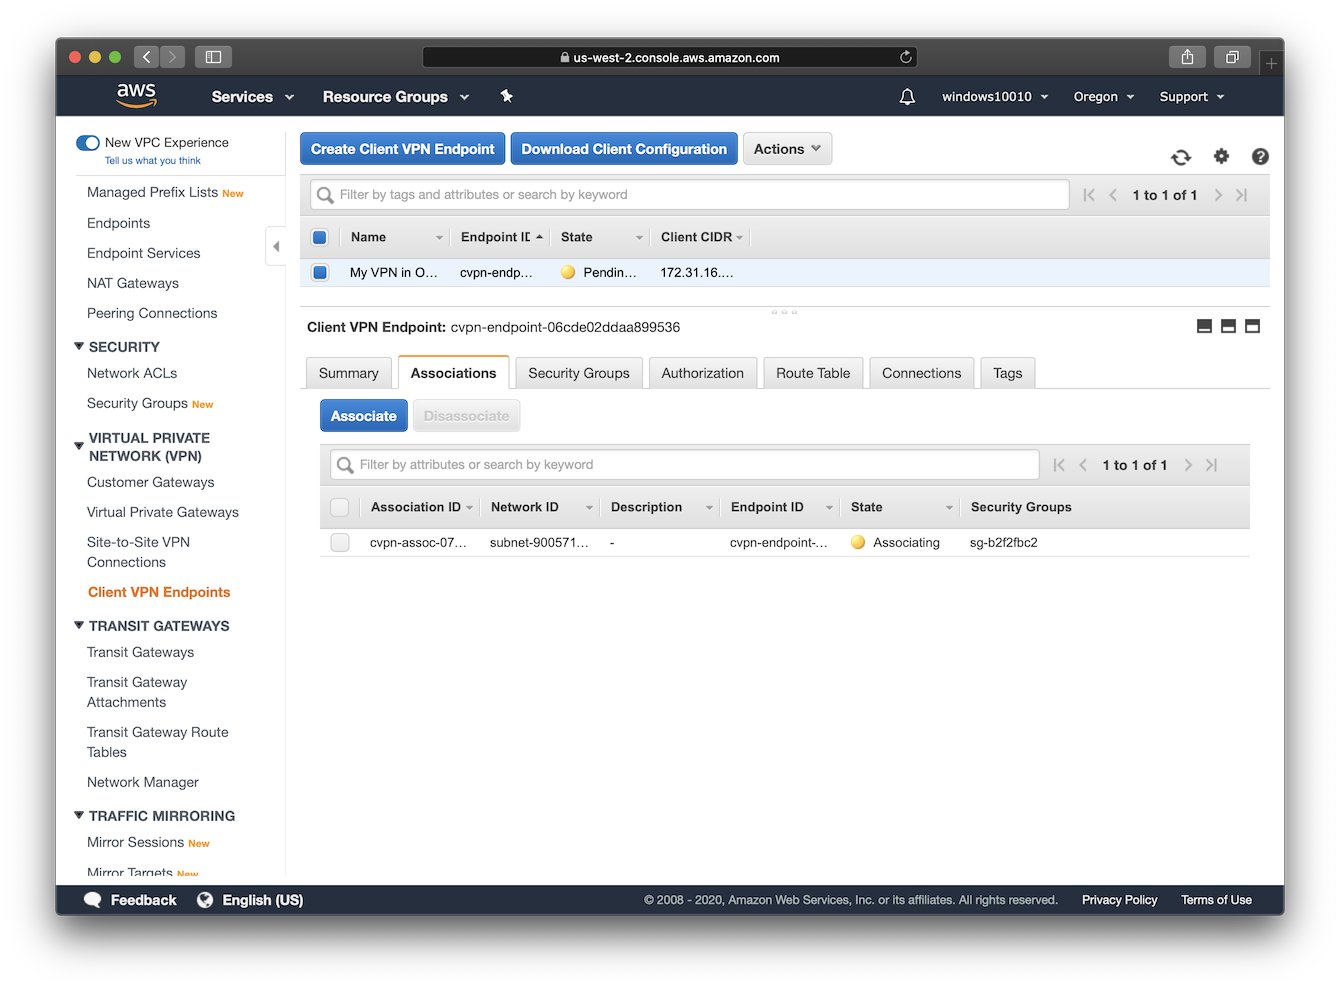 us-west-2.console.aws.amazon.com
aws
Services
Resource Groups
windows10010
Oregon
Support
New VPC Experience
Tell us what you think
Managed Prefix Lists New
Endpoints
Endpoint Services
NAT Gateways
Peering Connections
SECURITY
Network ACLs
Security Groups New
VIRTUAL PRIVATE
NETWORK (VPN)
Customer Gateways
Virtual Private Gateways
Site-to-Site VPN
Connections
Client VPN Endpoints
TRANSIT GATEWAYS
Transit Gateways
Transit Gateway
Attachments
Transit Gateway Route
Tables
Network Manager
TRAFFIC MIRRORING
Mirror Sessions New
Mirror Targets New
Create Client VPN Endpoint
Download Client Configuration
Actions
Filter by tags and attributes or search by keyword
1 to 1 of 1
Name Endpoint ID State Client CIDR
My VPN in O... cvpn-endp... Pendin... 172.31.16....
Client VPN Endpoint: cvpn-endpoint-06cde02ddaa899536
Summary Associations Security Groups Authorization Route Table Connections Tags
Associate Disassociate
Filter by attributes or search by keyword
1 to 1 of 1
Association ID Network ID Description Endpoint ID State Security Groups
cvpn-assoc-07... subnet-900571... - cvpn-endpoint-... Associating sg-b2f2fbc2
Feedback
English (US)
© 2008 - 2020, Amazon Web Services, Inc. or its affiliates. All rights reserved.
Privacy Policy
Terms of Use